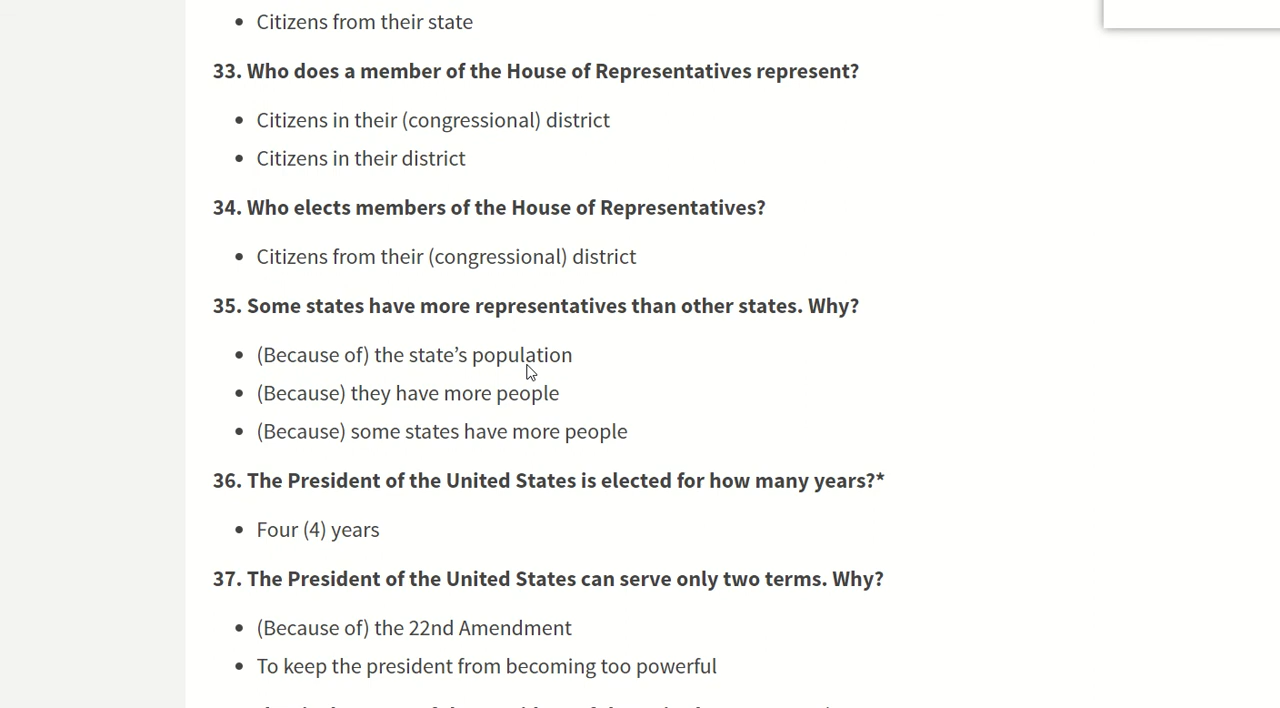 • Citizens from their state
33. Who does a member of the House of Representatives represent?
• Citizens in their (congressional) district
• Citizens in their district
34. Who elects members of the House of Representatives?
• Citizens from their (congressional) district
35. Some states have more representatives than other states. Why?
• (Because of) the state’s population
• (Because) they have more people
• (Because) some states have more people
36. The President of the United States is elected for how many years?*
• Four (4) years
37. The President of the United States can serve only two terms. Why?
• (Because of) the 22nd Amendment
• To keep the president from becoming too powerful